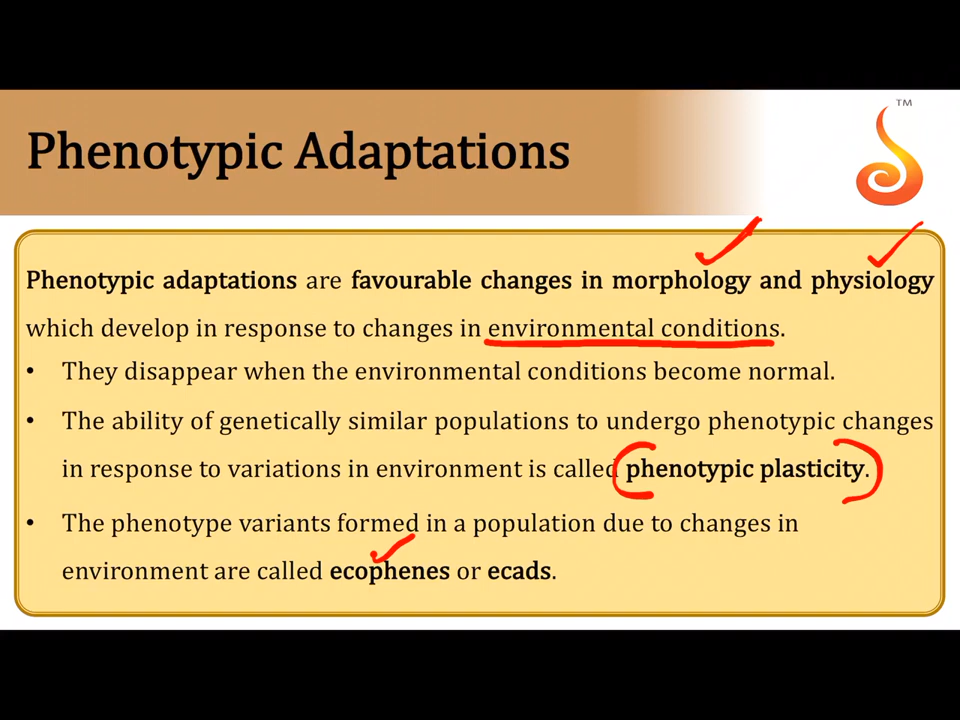 TM
Phenotypic Adaptations
Phenotypic adaptations are favourable changes in morphology and physiology
which develop in response to changes in environmental conditions.
• They disappear when the environmental conditions become normal.
• The ability of genetically similar populations to undergo phenotypic changes
in response to variations in environment is called phenotypic plasticity.
• The phenotype variants formed in a population due to changes in
environment are called ecophenes or ecads.